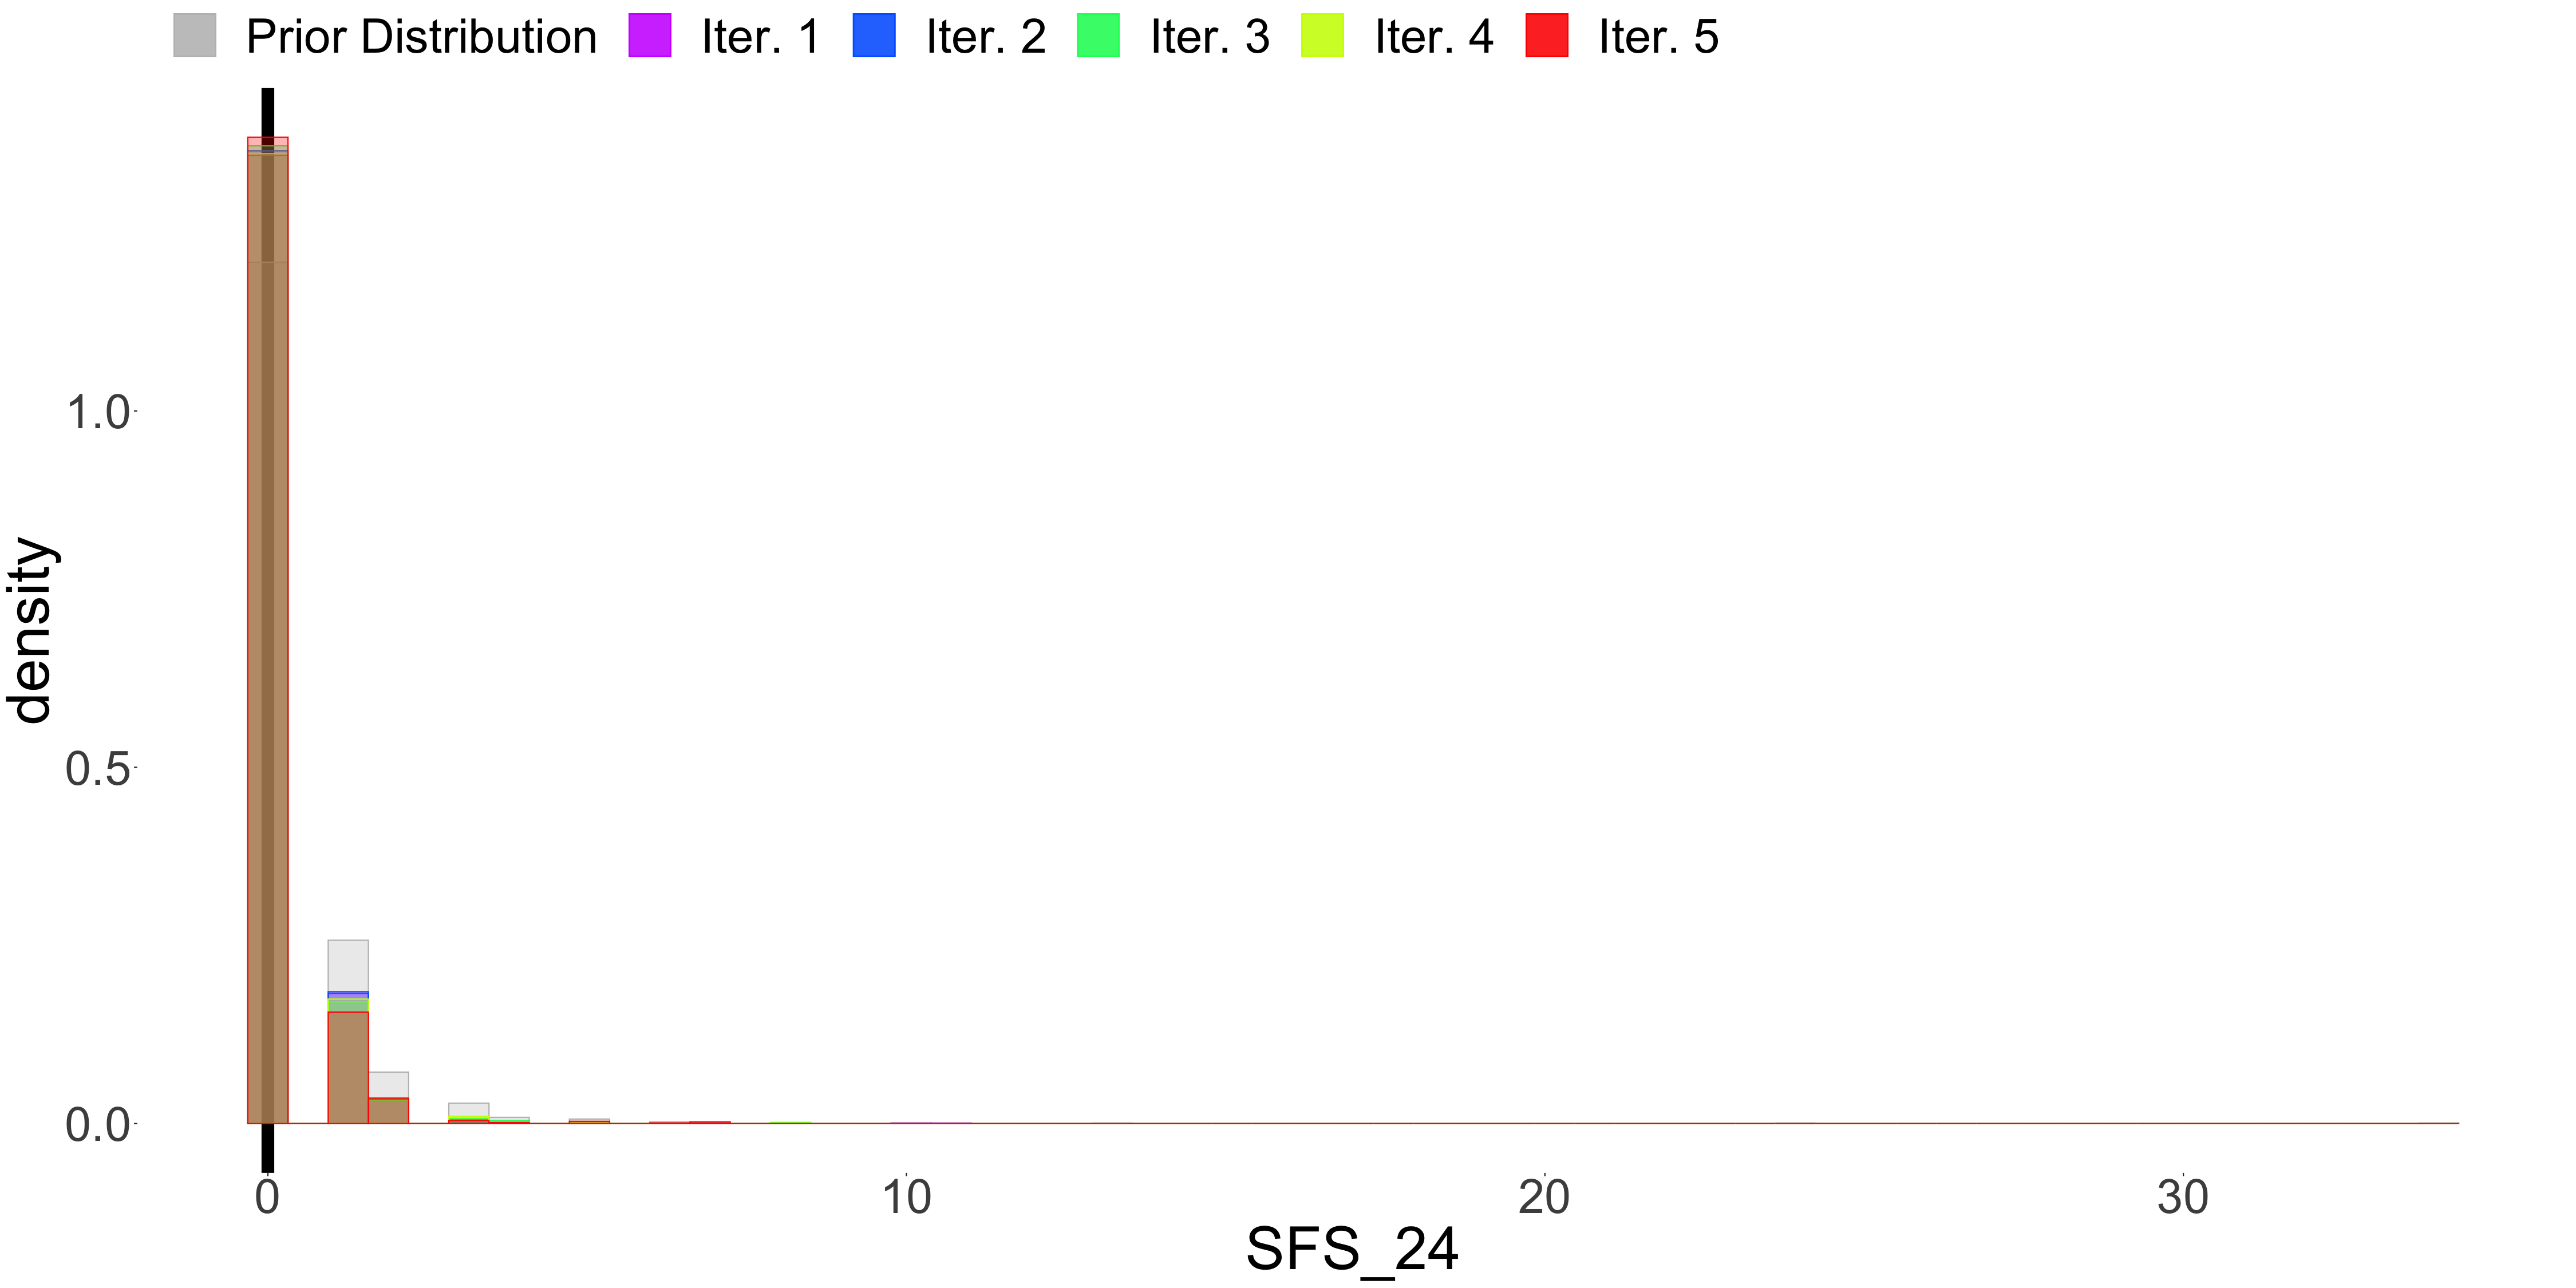 Prior Distribution Iter. 1 Iter. 2 Iter. 3 Iter. 4 Iter. 5
density
1.0
0.5
0.0
0 10 20 30
SFS_24